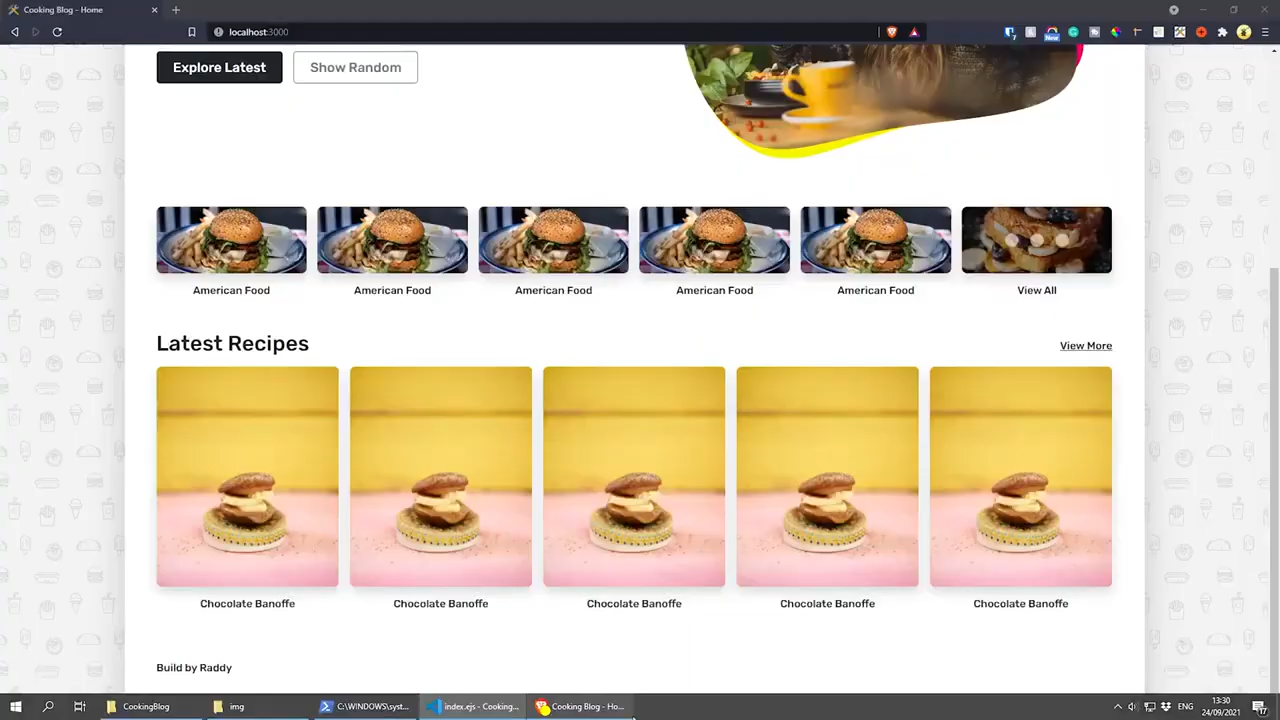 Cooking Blog - Home
localhost:3000
Explore Latest
Show Random
American Food
American Food
American Food
American Food
American Food
View All
Latest Recipes
View More
Chocolate Banoffe
Chocolate Banoffe
Chocolate Banoffe
Chocolate Banoffe
Chocolate Banoffe
Build by Raddy
CookingBlog
img
C:\WINDOWS\syst...
index.ejs - Cooking...
Cooking Blog - Ho...
ENG
13:30
24/09/2021